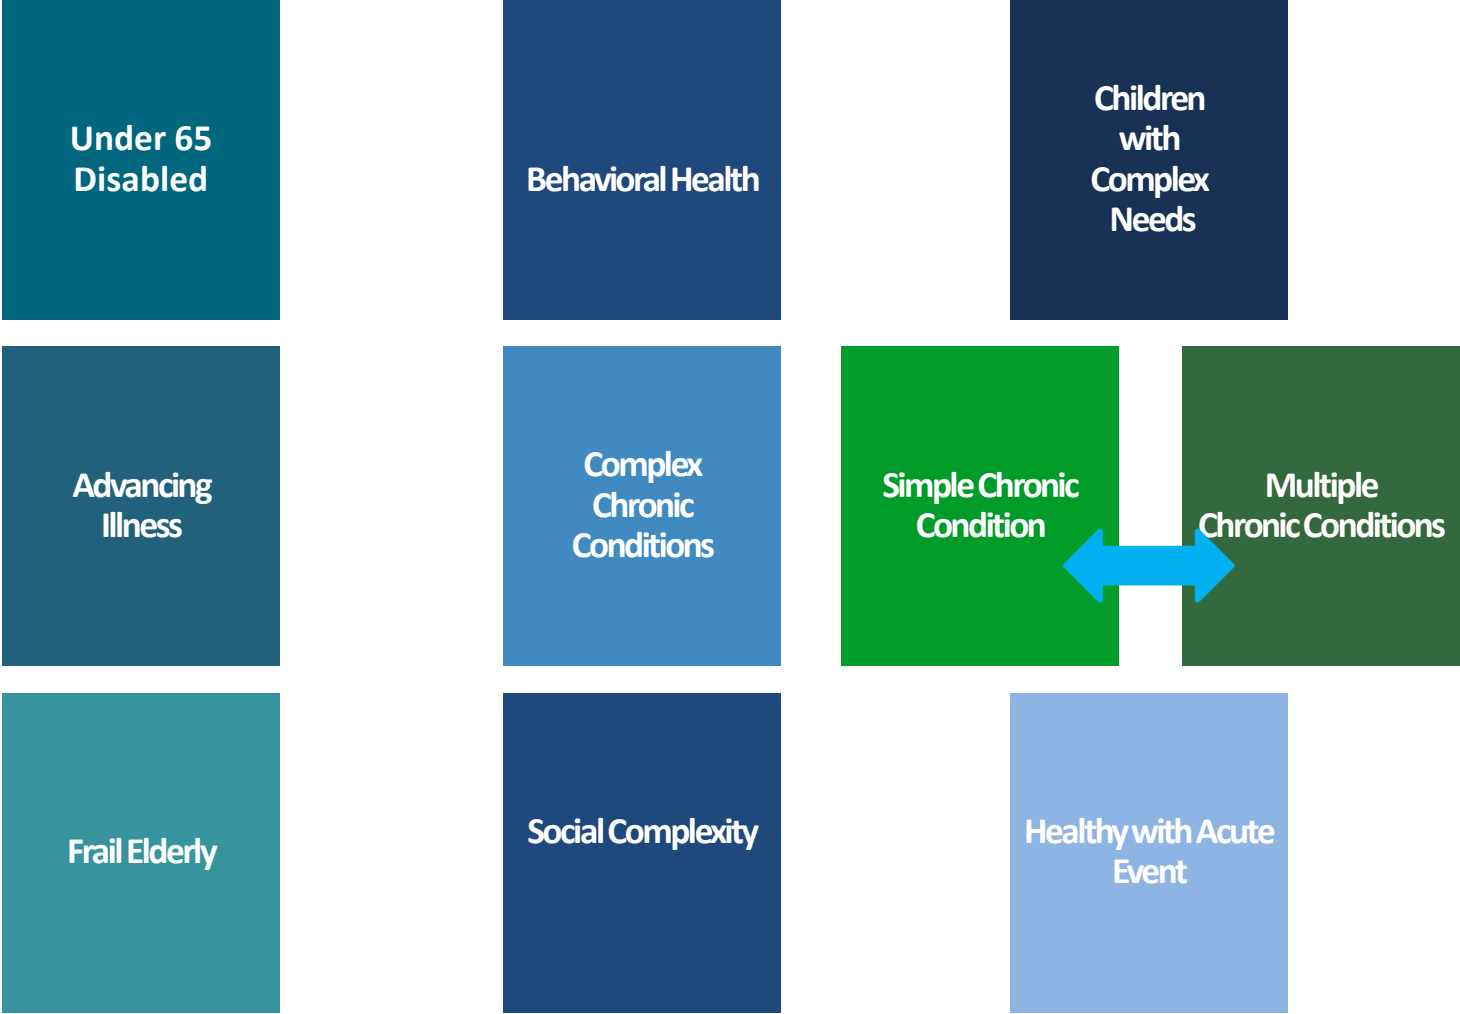 Under 65
Disabled
Behavioral Health
Children
with
Complex
Needs
Advancing
Illness
Complex
Chronic
Conditions
Simple Chronic
Condition
Multiple
Chronic Conditions
Frail Elderly
Social Complexity
Healthy with Acute
Event